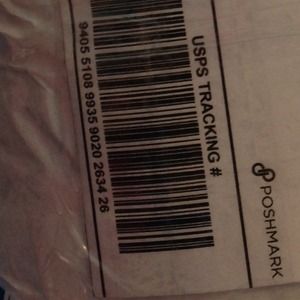 USPS TRACKING #
9405 5108 9935 9020 2634 26
POSHMARK